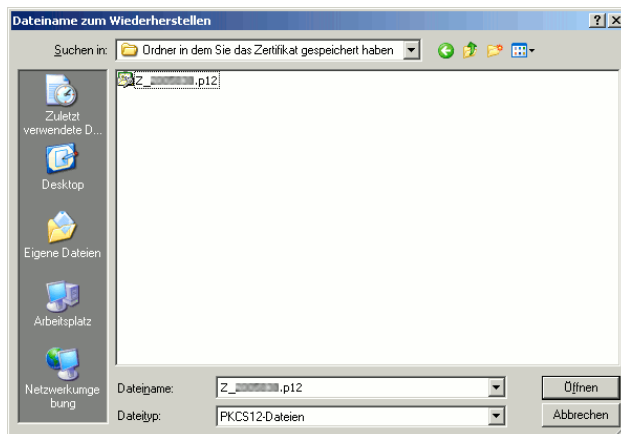 Dateiname zum Wiederherstellen
Suchen in: Ordner in dem Sie das Zertifikat gespeichert haben
Z_ .p12
Zuletzt
verwendete D...
Desktop
Eigene Dateien
Arbeitsplatz
Netzwerkumge
bung
Dateiname: Z_ .p12 Öffnen
Dateityp: PKCS12-Dateien Abbrechen